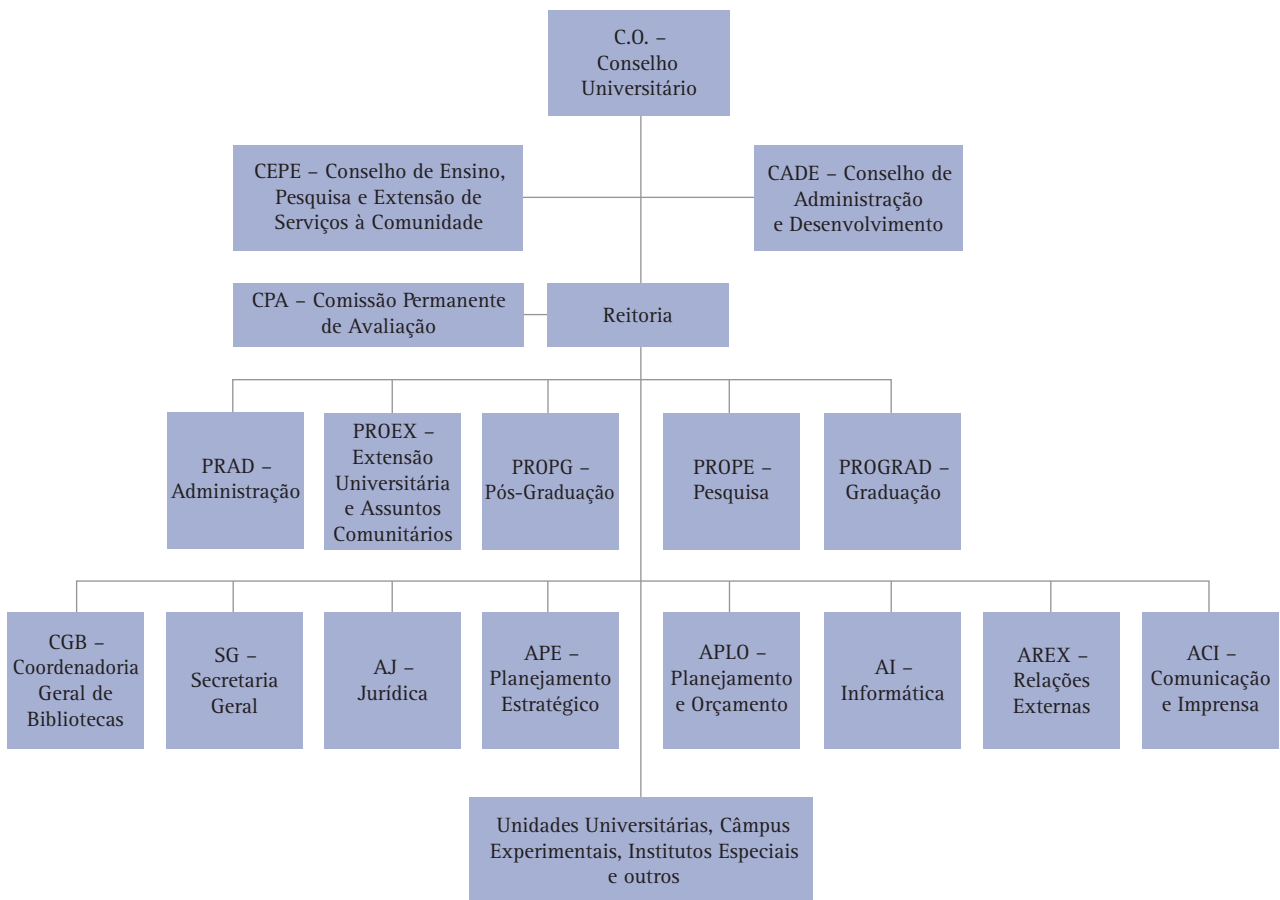 C.O. –
Conselho
Universitário
CEPE – Conselho de Ensino,
Pesquisa e Extensão de
Serviços à Comunidade
CADE – Conselho de
Administração
e Desenvolvimento
CPA – Comissão Permanente
de Avaliação
Reitoria
PRAD –
Administração
PROEX –
Extensão
Universitária
e Assuntos
Comunitários
PROPG –
Pós-Graduação
PROPE –
Pesquisa
PROGRAD –
Graduação
CGB –
Coordenadoria
Geral de
Bibliotecas
SG –
Secretaria
Geral
AJ –
Jurídica
APE –
Planejamento
Estratégico
APLO –
Planejamento
e Orçamento
AI –
Informática
AREX –
Relações
Externas
ACI –
Comunicação
e Imprensa
Unidades Universitárias, Câmpus
Experimentais, Institutos Especiais
e outros